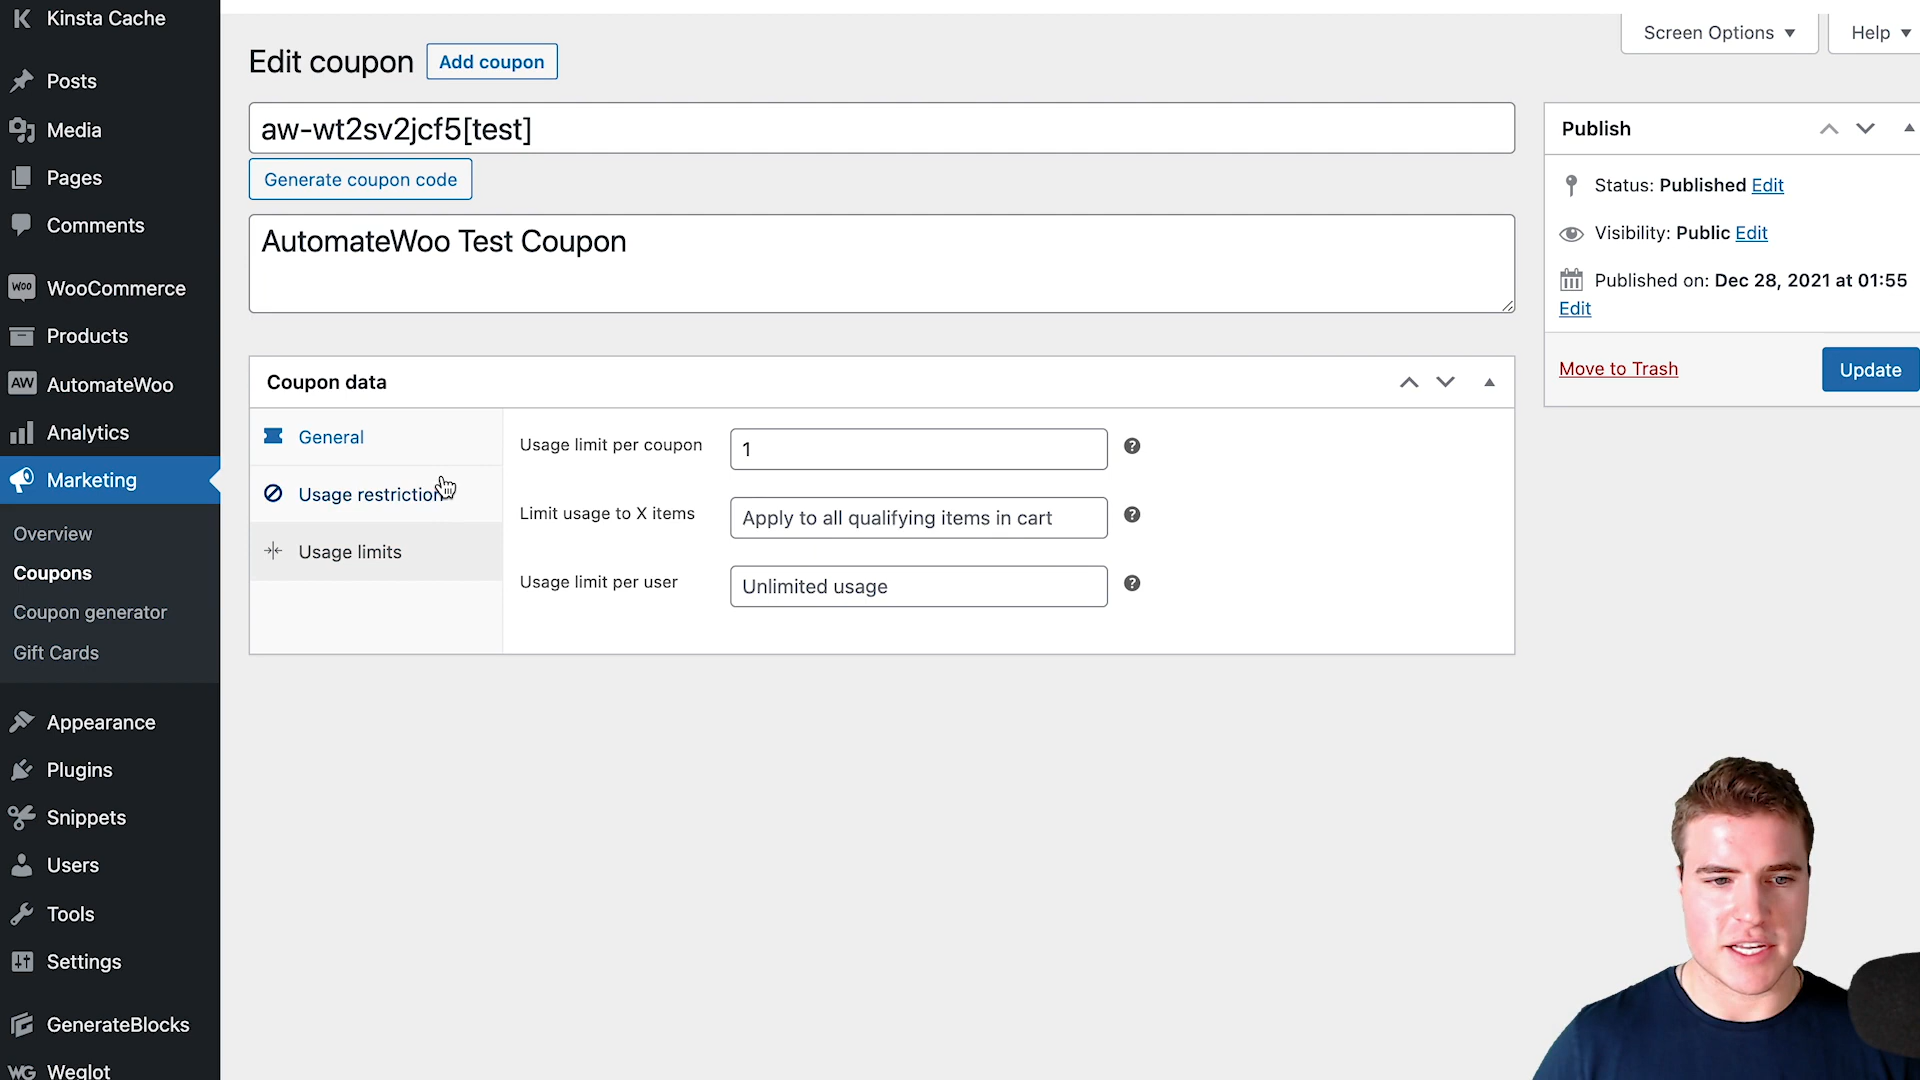 Kinsta Cache
Posts
Media
Pages
Comments
WooCommerce
Products
AW AutomateWoo
Analytics
Marketing
Overview
Coupons
Coupon generator
Gift Cards
Appearance
Plugins
Snippets
Users
Tools
Settings
GenerateBlocks
WG Weglot
Screen Options
Help
Edit coupon
Add coupon
aw-wt2sv2jcf5[test]
Generate coupon code
AutomateWoo Test Coupon
Coupon data
General
Usage restriction
Usage limits
Usage limit per coupon
1
Limit usage to X items
Apply to all qualifying items in cart
Usage limit per user
Unlimited usage
Publish
Status: Published Edit
Visibility: Public Edit
Published on: Dec 28, 2021 at 01:55
Edit
Move to Trash
Update